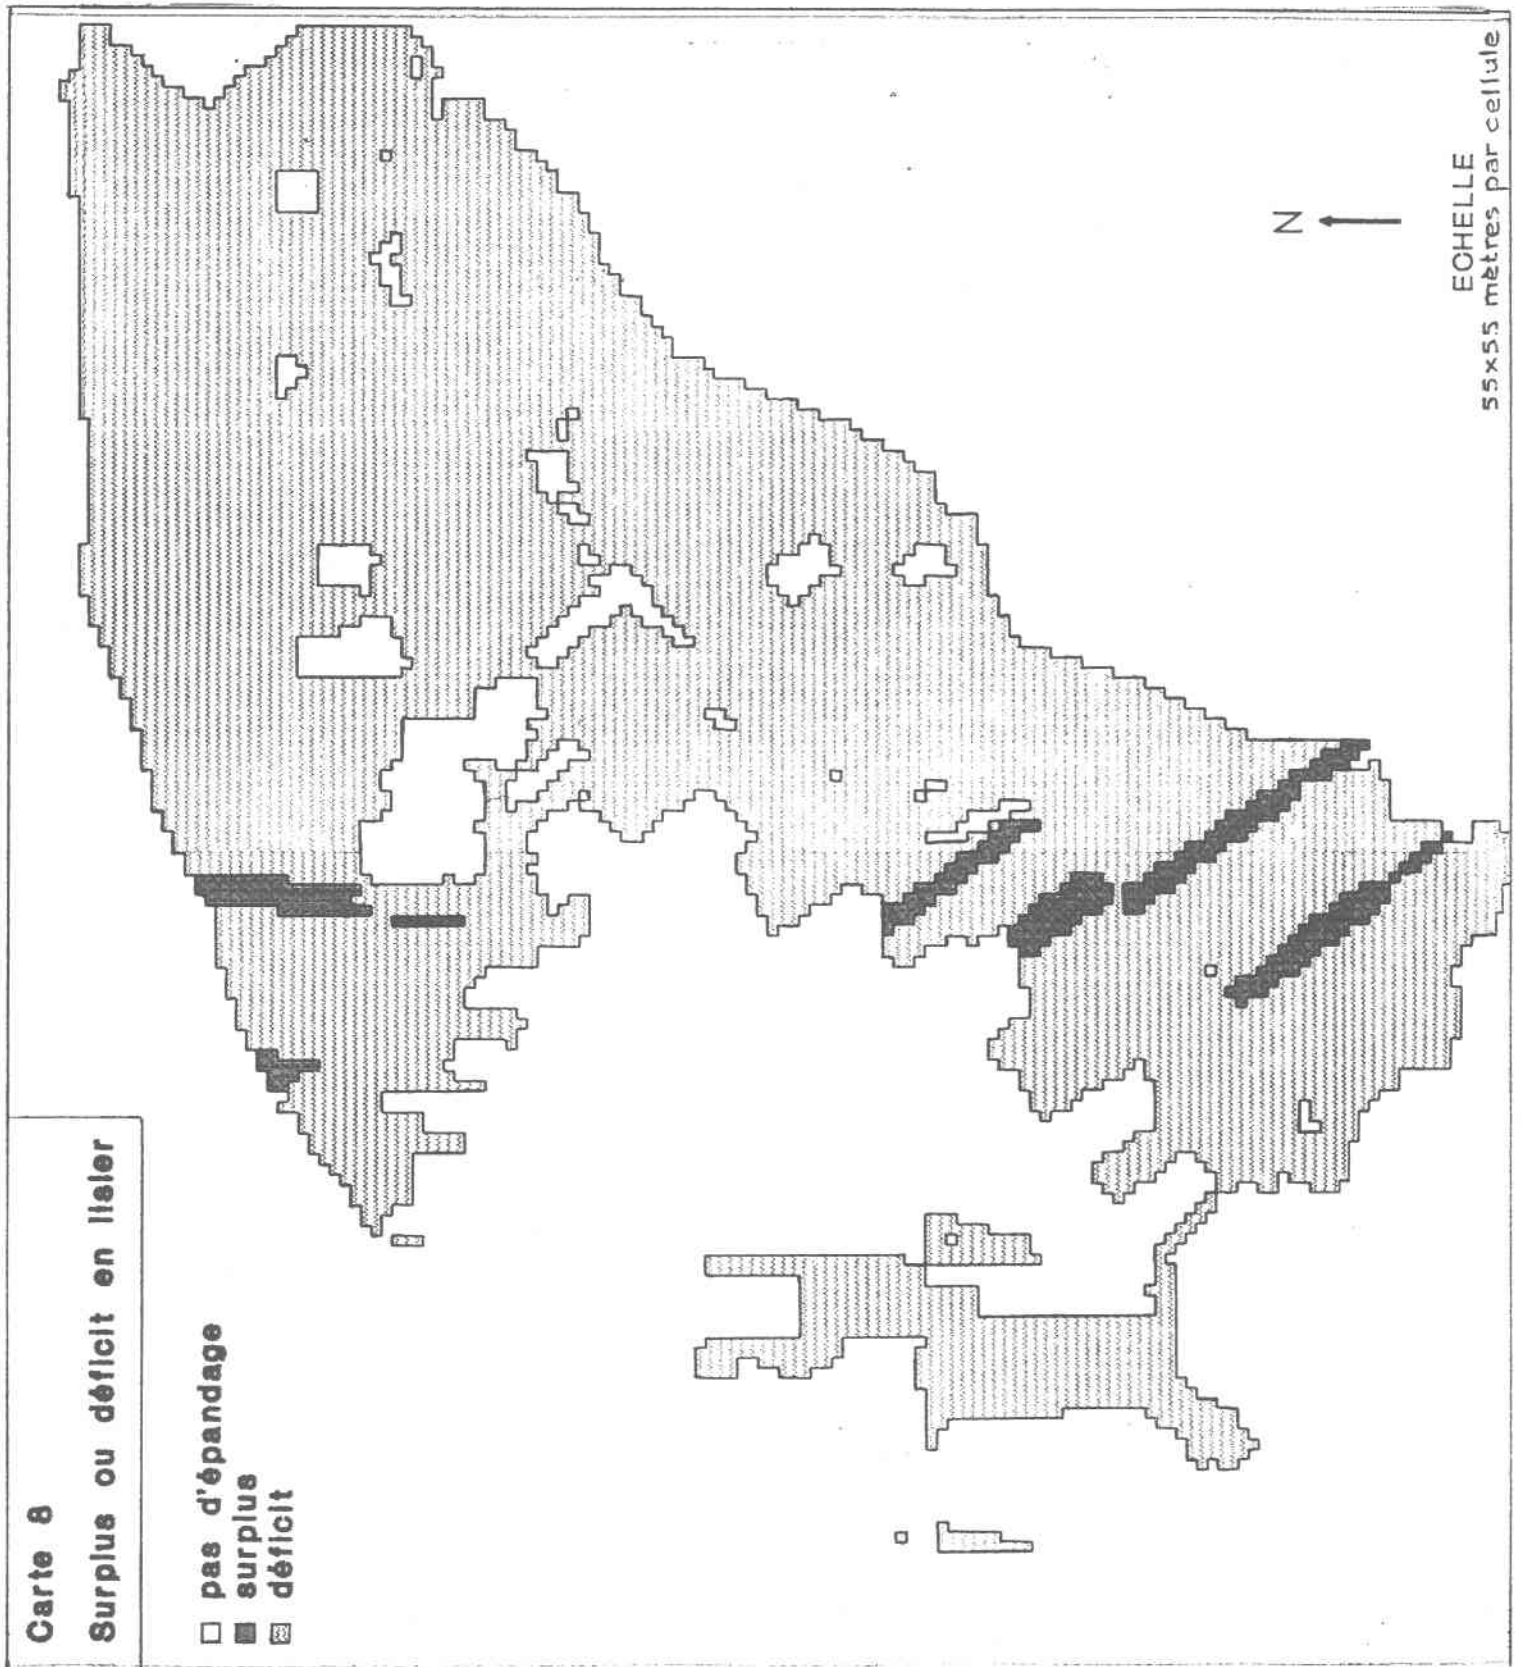 Carte 8
Surplus ou déficit en lisier
pas d'épandage
surplus
déficit
N
ECHELLE
55x55 mètres par cellule